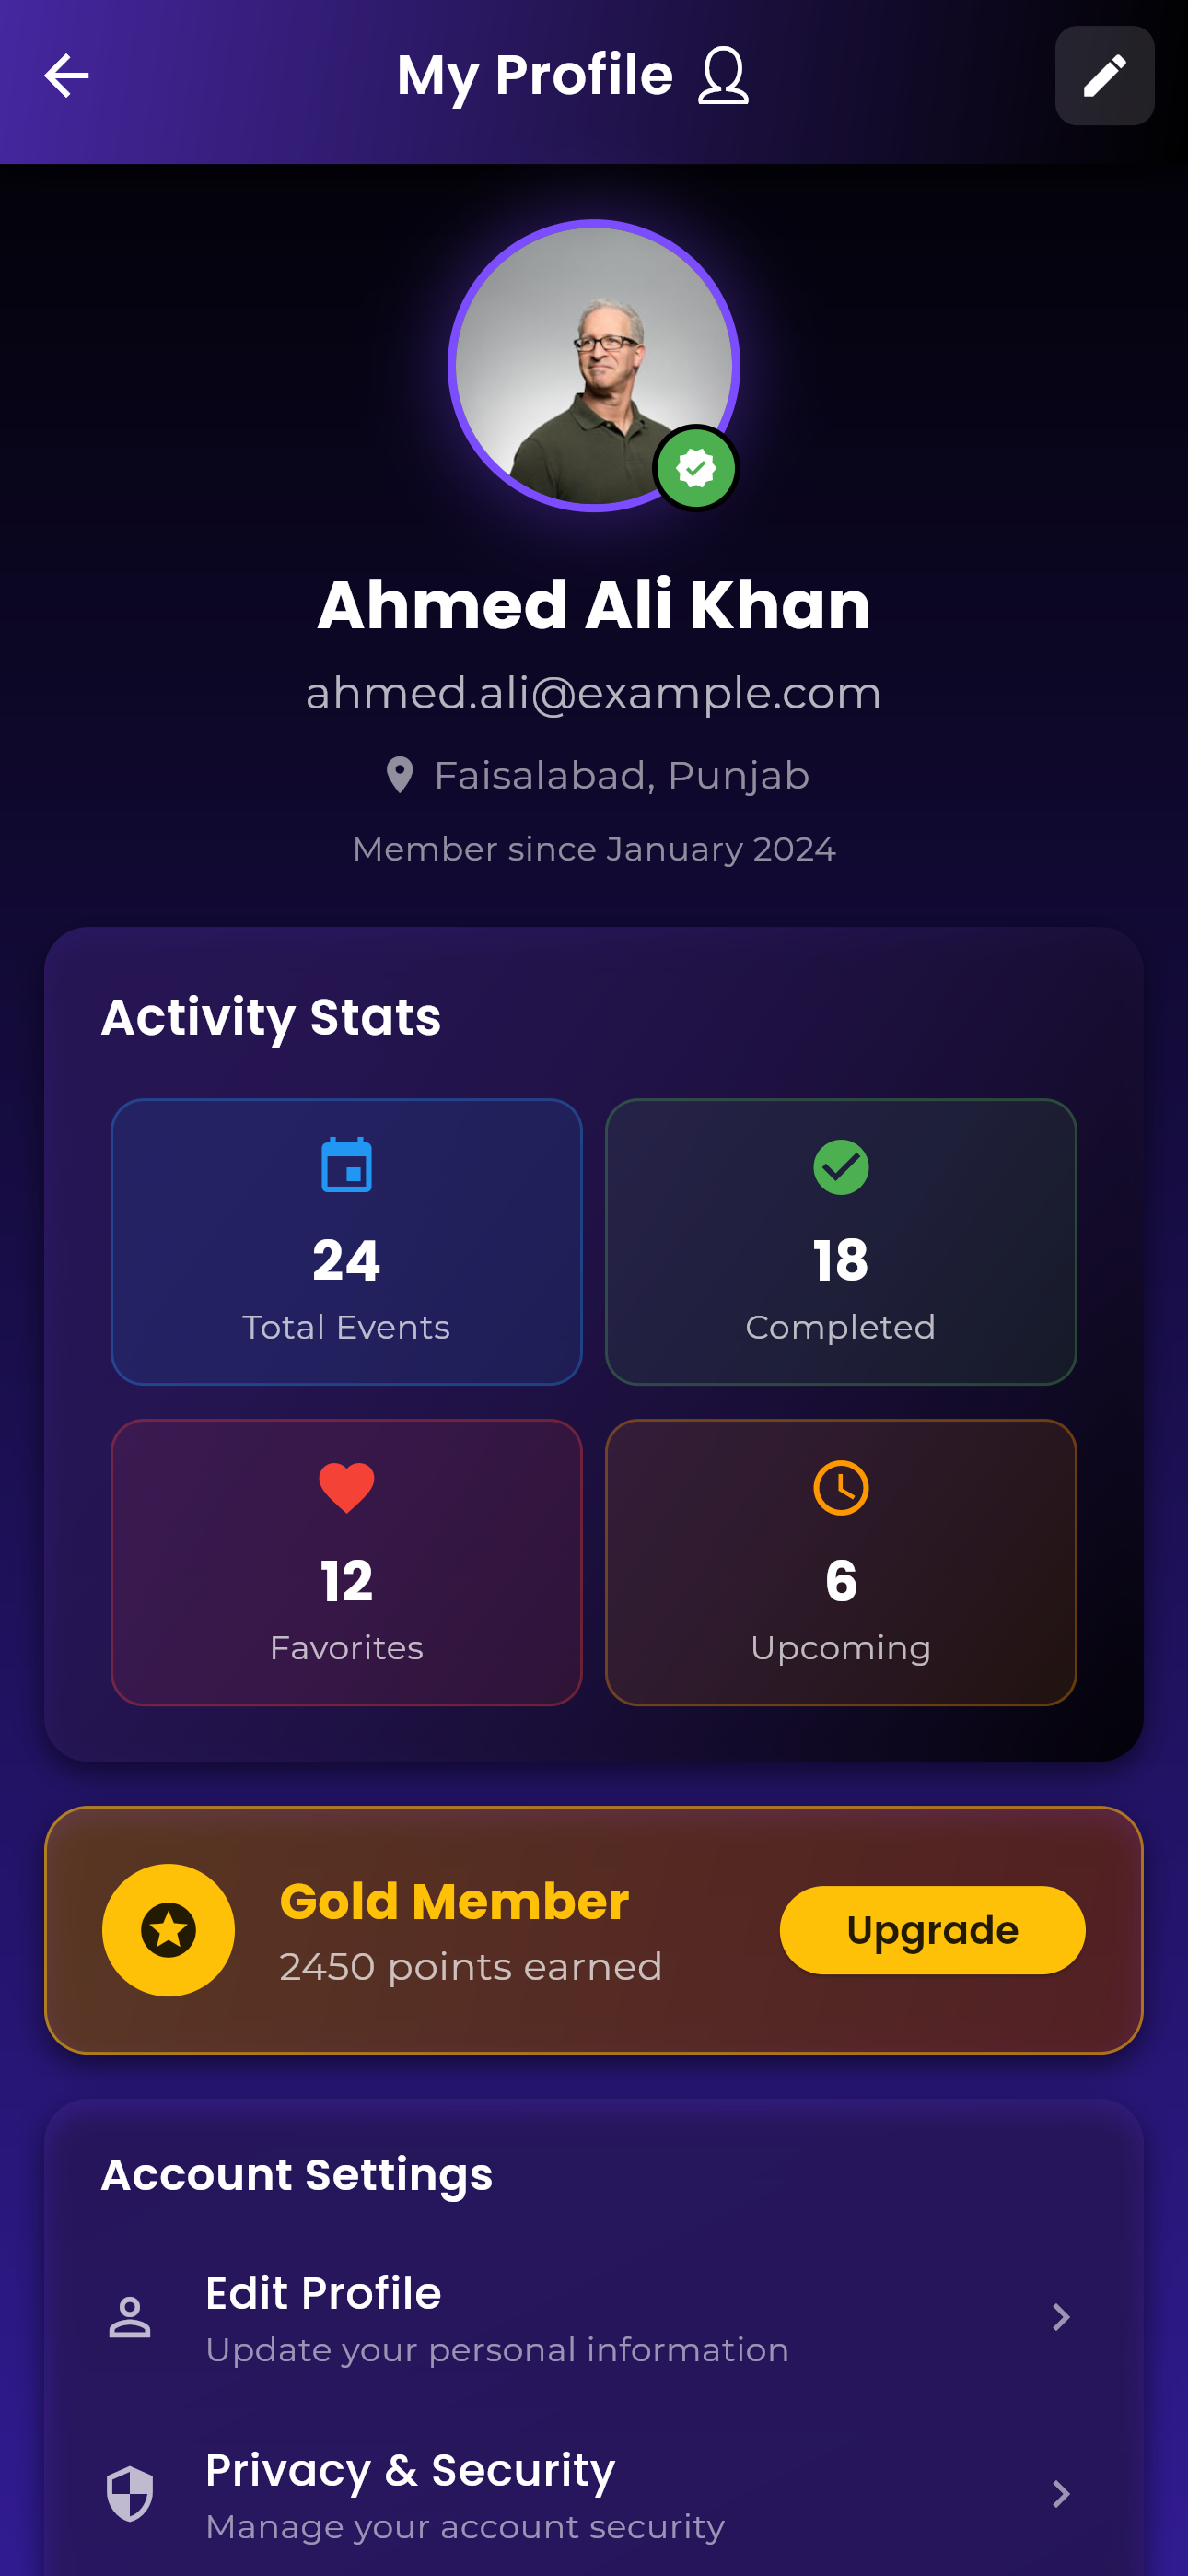 My Profile 👤
Ahmed Ali Khan
ahmed.ali@example.com
Faisalabad, Punjab
Member since January 2024
Activity Stats
24
Total Events
18
Completed
12
Favorites
6
Upcoming
Gold Member
2450 points earned
Upgrade
Account Settings
Edit Profile
Update your personal information
Privacy & Security
Manage your account security